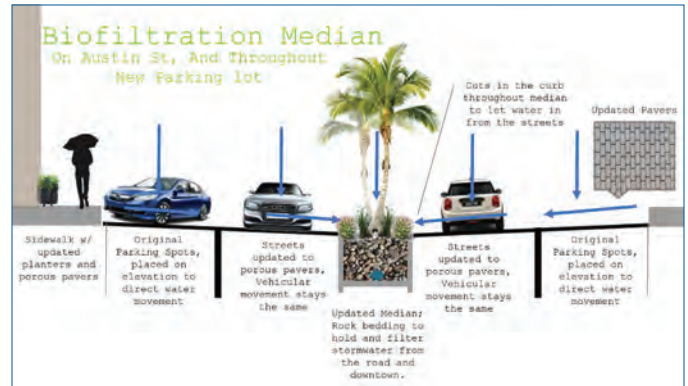 Biofiltration Median
On Austin St, And Throughout
New Parking lot
Cuts in the curb
throughout median
to let water in
from the streets
Updated Pavers
Sidewalk w/
updated
planters and
porous pavers
Original
Parking Spots,
placed on
elevation to
direct water
movement
Streets
updated to
porous pavers,
Vehicular
movement stays
the same
Updated Median;
Rock bedding to
hold and filter
stormwater from
the road and
downtown.
Streets
updated to
porous pavers,
Vehicular
movement stays
the same
Original
Parking Spots,
placed on
elevation to
direct water
movement